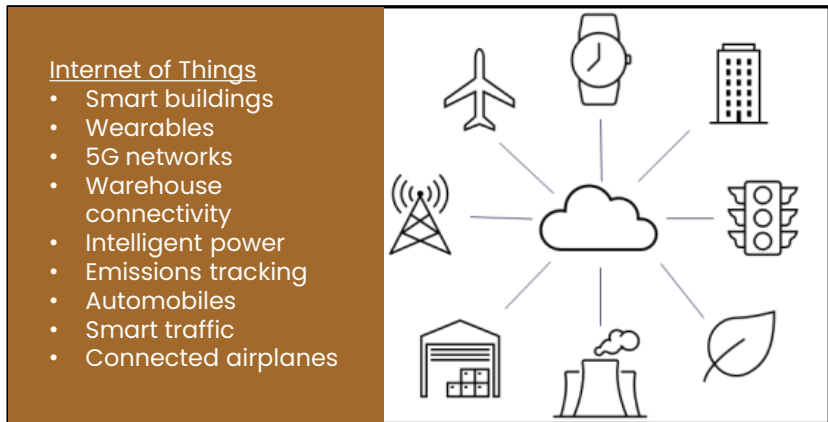 Internet of Things
• Smart buildings
• Wearables
• 5G networks
• Warehouse
connectivity
• Intelligent power
• Emissions tracking
• Automobiles
• Smart traffic
• Connected airplanes